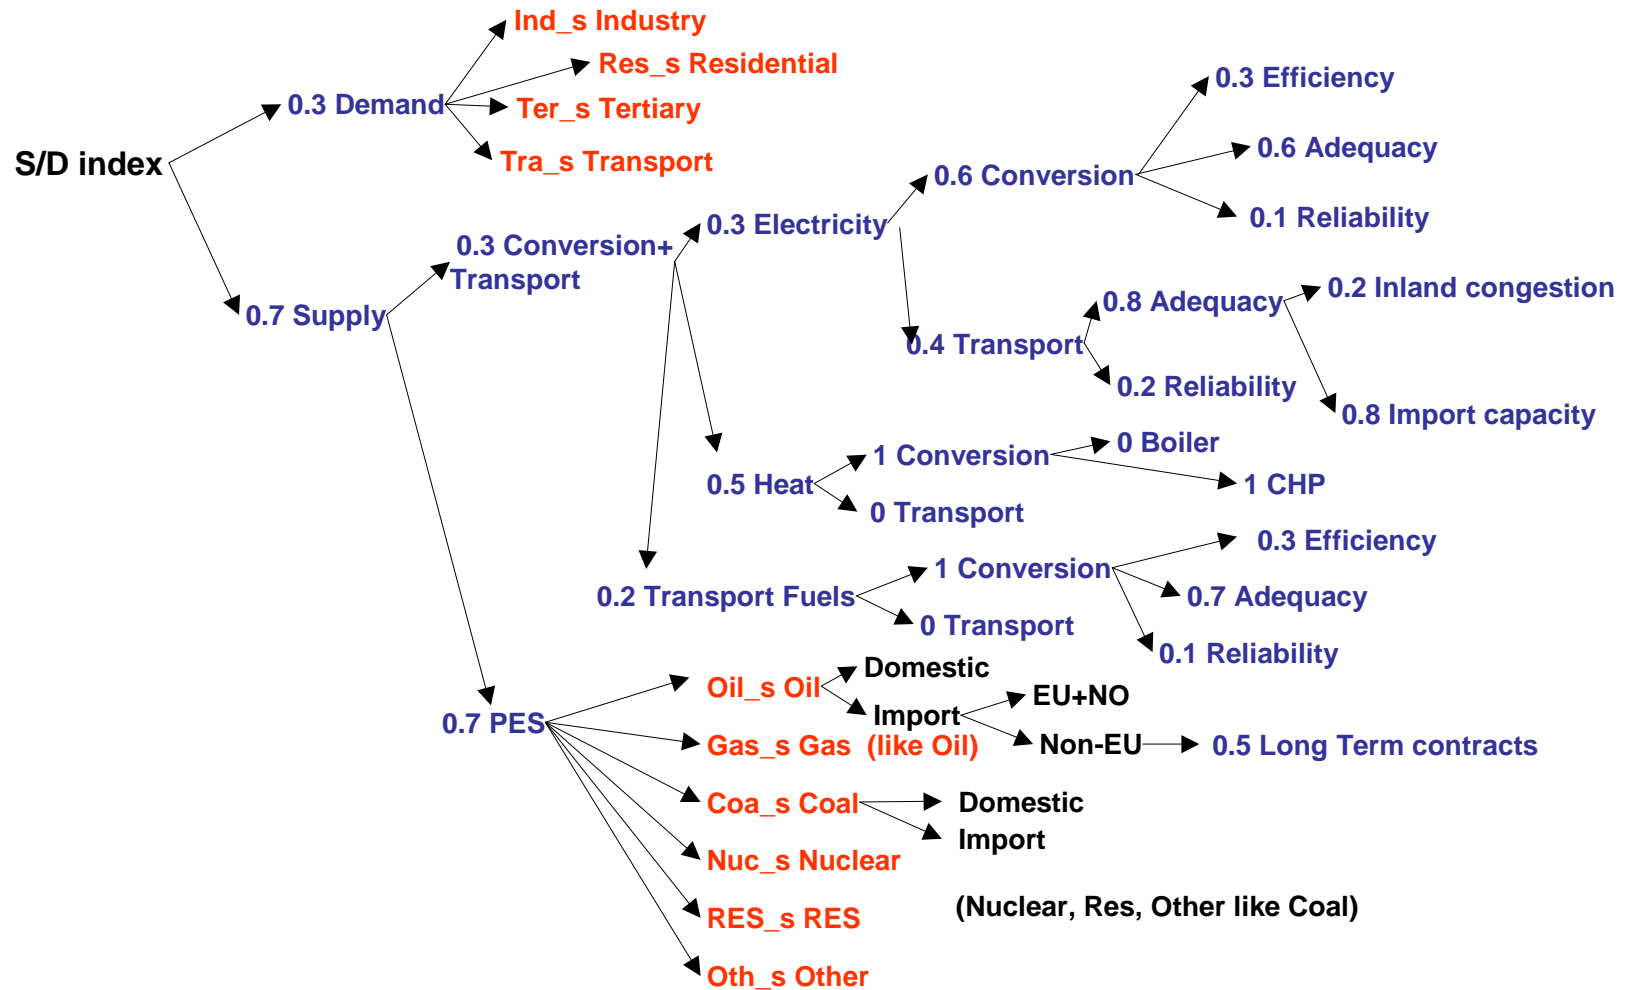 Ind_s Industry
Res_s Residential
0.3 Efficiency
0.3 Demand
Ter_s Tertiary
0.6 Adequacy
S/D index
Tra_s Transport
0.6 Conversion
0.3 Electricity
0.1 Reliability
0.3 Conversion+
Transport
0.7 Supply
0.8 Adequacy
0.2 Inland congestion
0.4 Transport
0.2 Reliability
0.8 Import capacity
0 Boiler
1 Conversion
0.5 Heat
1 CHP
0 Transport
0.3 Efficiency
1 Conversion
0.2 Transport Fuels
0.7 Adequacy
0 Transport
0.1 Reliability
Domestic
Oil_s Oil
EU+NO
Import
0.7 PES
Gas_s Gas (like Oil)
Non-EU
0.5 Long Term contracts
Coa_s Coal
Domestic
Import
Nuc_s Nuclear
(Nuclear, Res, Other like Coal)
RES_s RES
Oth_s Other